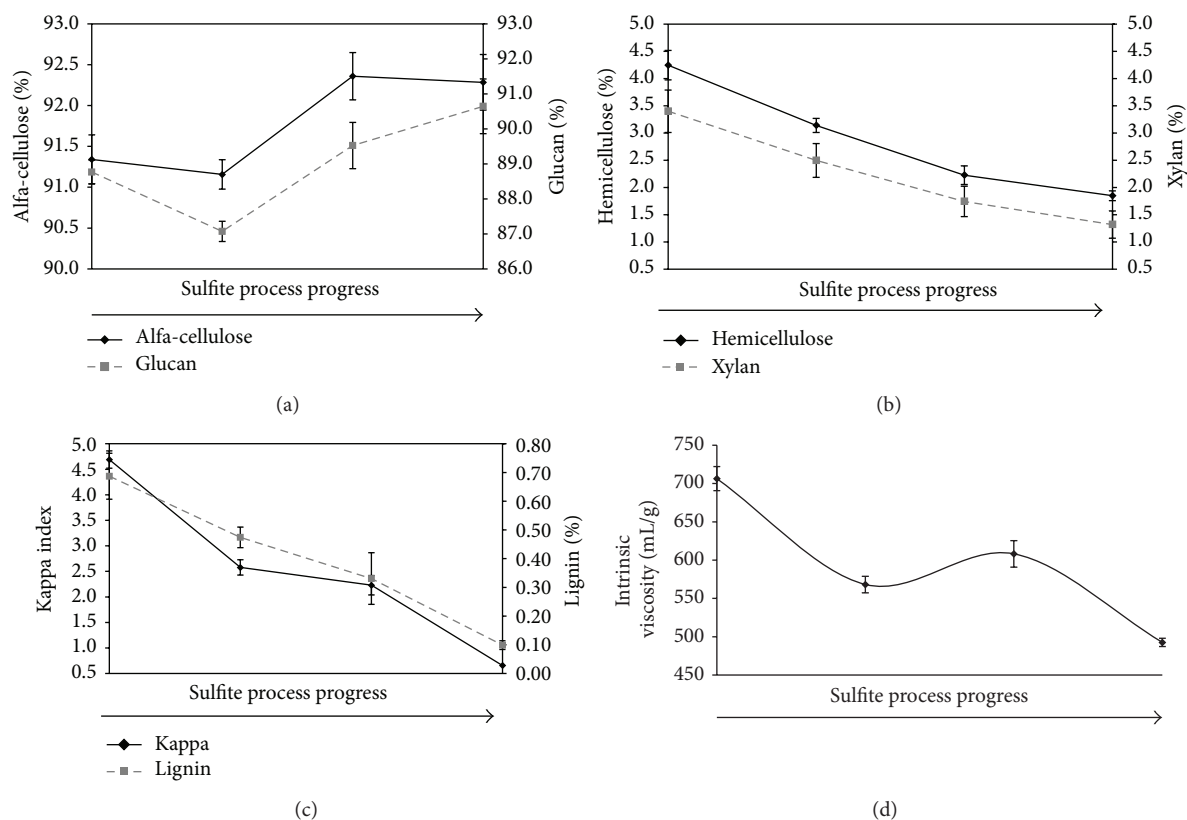 93.0
92.5
92.0
91.5
91.0
90.5
90.0
Alfa-cellulose (%)
93.0
92.0
91.0
90.0
89.0
88.0
87.0
86.0
Glucan (%)
Sulfite process progress
Alfa-cellulose
Glucan
(a)
5.0
4.5
4.0
3.5
3.0
2.5
2.0
1.5
1.0
0.5
Hemicellulose (%)
5.0
4.5
4.0
3.5
3.0
2.5
2.0
1.5
1.0
0.5
Xylan (%)
Sulfite process progress
Hemicellulose
Xylan
(b)
5.0
4.5
4.0
3.5
3.0
2.5
2.0
1.5
1.0
0.5
Kappa index
0.80
0.70
0.60
0.50
0.40
0.30
0.20
0.10
0.00
Lignin (%)
Sulfite process progress
Kappa
Lignin
(c)
750
700
650
600
550
500
450
Intrinsic
viscosity (mL/g)
Sulfite process progress
(d)